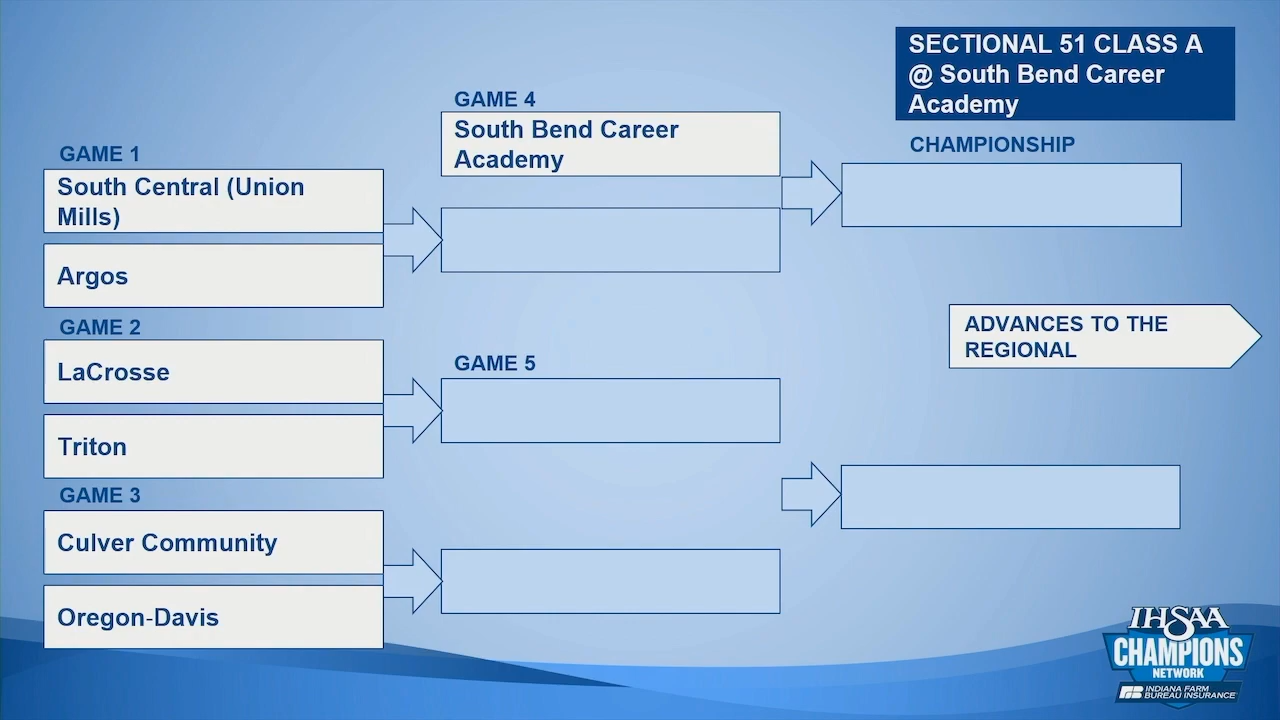 SECTIONAL 51 CLASS A
@ South Bend Career
Academy
GAME 1
South Central (Union
Mills)
Argos
GAME 2
LaCrosse
Triton
GAME 3
Culver Community
Oregon-Davis
GAME 4
South Bend Career
Academy
GAME 5
CHAMPIONSHIP
ADVANCES TO THE
REGIONAL
IHSAA
CHAMPIONS
NETWORK
INDIANA FARM
BUREAU INSURANCE